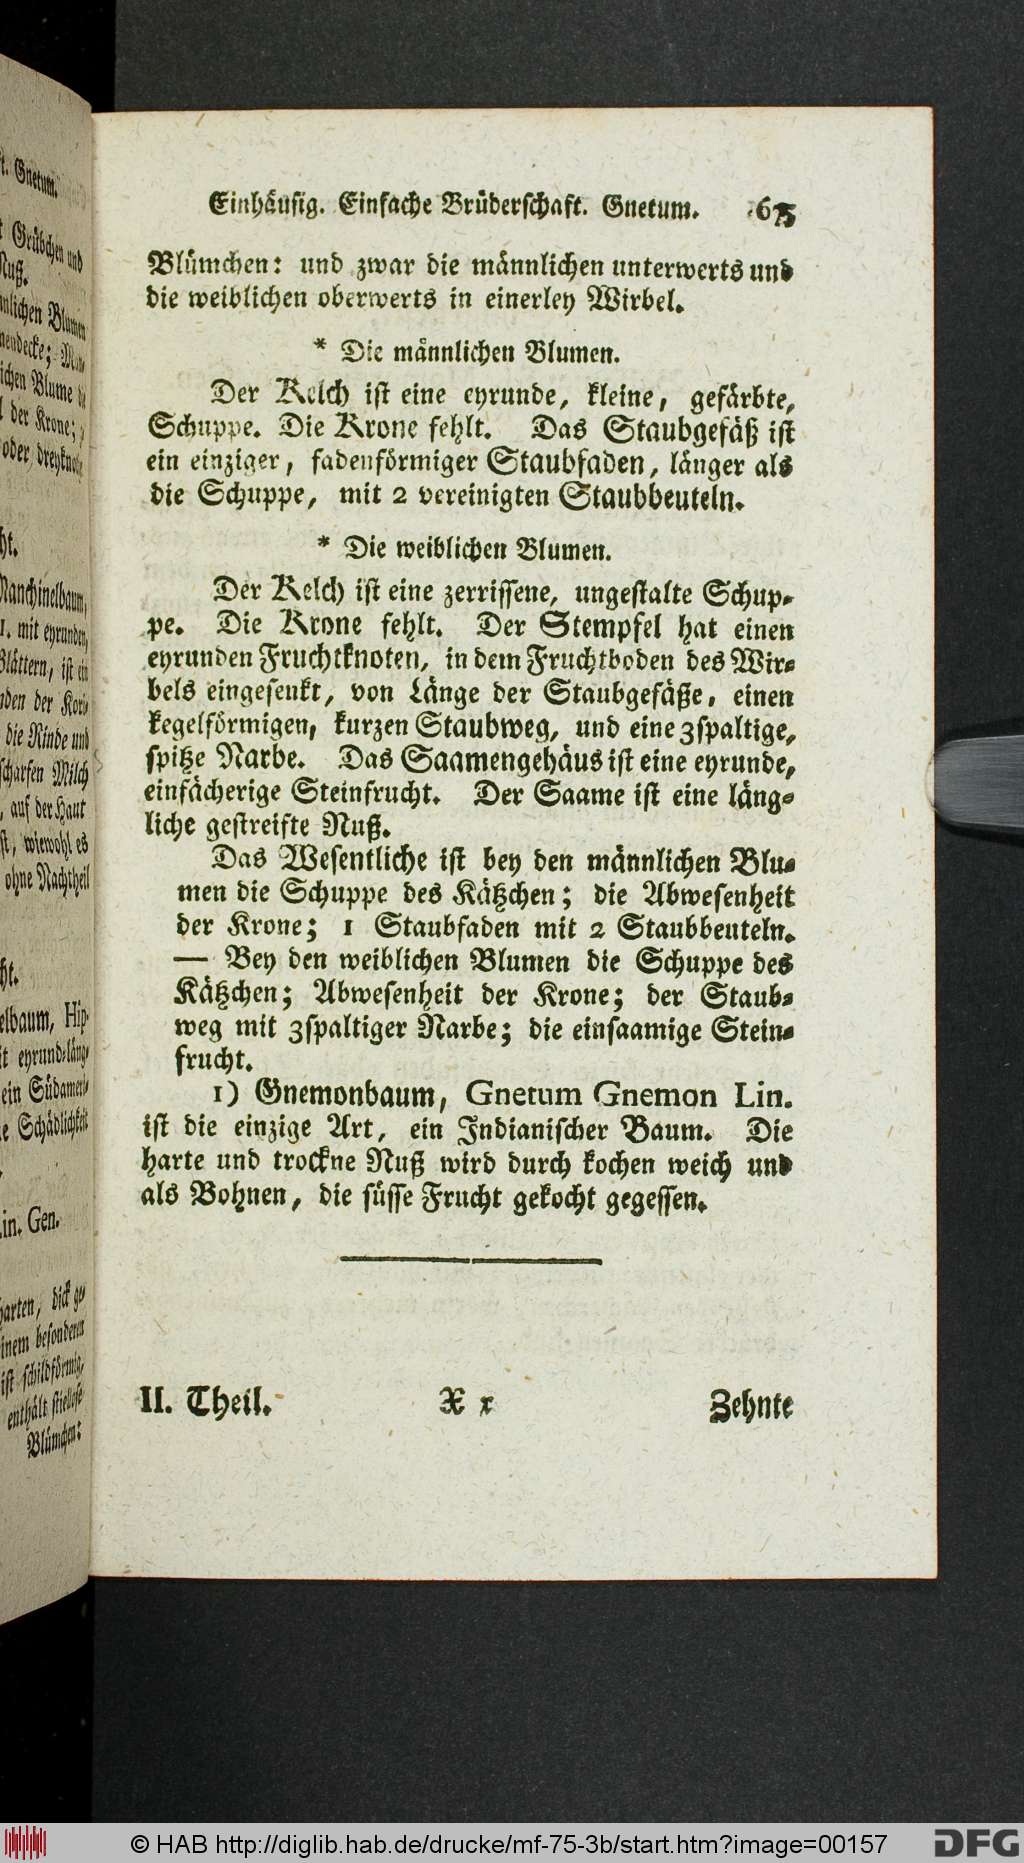 Einhäusig. Einfache Brüderschaft. Gnetum. 675
Blümchen: und zwar die männlichen unterwerts und
die weiblichen oberwerts in einerley Wirbel.
* Die männlichen Blumen.
Der Kelch ist eine eyrunde, kleine, gefärbte,
Schuppe. Die Krone fehlt. Das Staubgefäß ist
ein einziger, fadenförmiger Staubfaden, länger als
die Schuppe, mit 2 vereinigten Staubbeuteln.
* Die weiblichen Blumen.
Der Kelch ist eine zerrissene, ungestalte Schup-
pe. Die Krone fehlt. Der Stempfel hat einen
eyrunden Fruchtknoten, in dem Fruchtboden des Wir-
bels eingesenkt, von Länge der Staubgefäße, einen
kegelförmigen, kurzen Staubweg, und eine 3spaltige,
spitze Narbe. Das Saamengehäus ist eine eyrunde,
einfächerige Steinfrucht. Der Saame ist eine läng-
liche gestreifte Nuß.
Das Wesentliche ist bey den männlichen Blu-
men die Schuppe des Kätzchen; die Abwesenheit
der Krone; 1 Staubfaden mit 2 Staubbeuteln.
— Bey den weiblichen Blumen die Schuppe des
Kätzchen; Abwesenheit der Krone; der Staub-
weg mit 3spaltiger Narbe; die einsaamige Stein-
frucht.
1) Gnemonbaum, Gnetum Gnemon Lin.
ist die einzige Art, ein Indianischer Baum. Die
harte und trockne Nuß wird durch kochen weich und
als Bohnen, die süsse Frucht gekocht gegessen.
II. Theil. X x Zehnte
© HAB http://diglib.hab.de/drucke/mf-75-3b/start.htm?image=00157
DFG